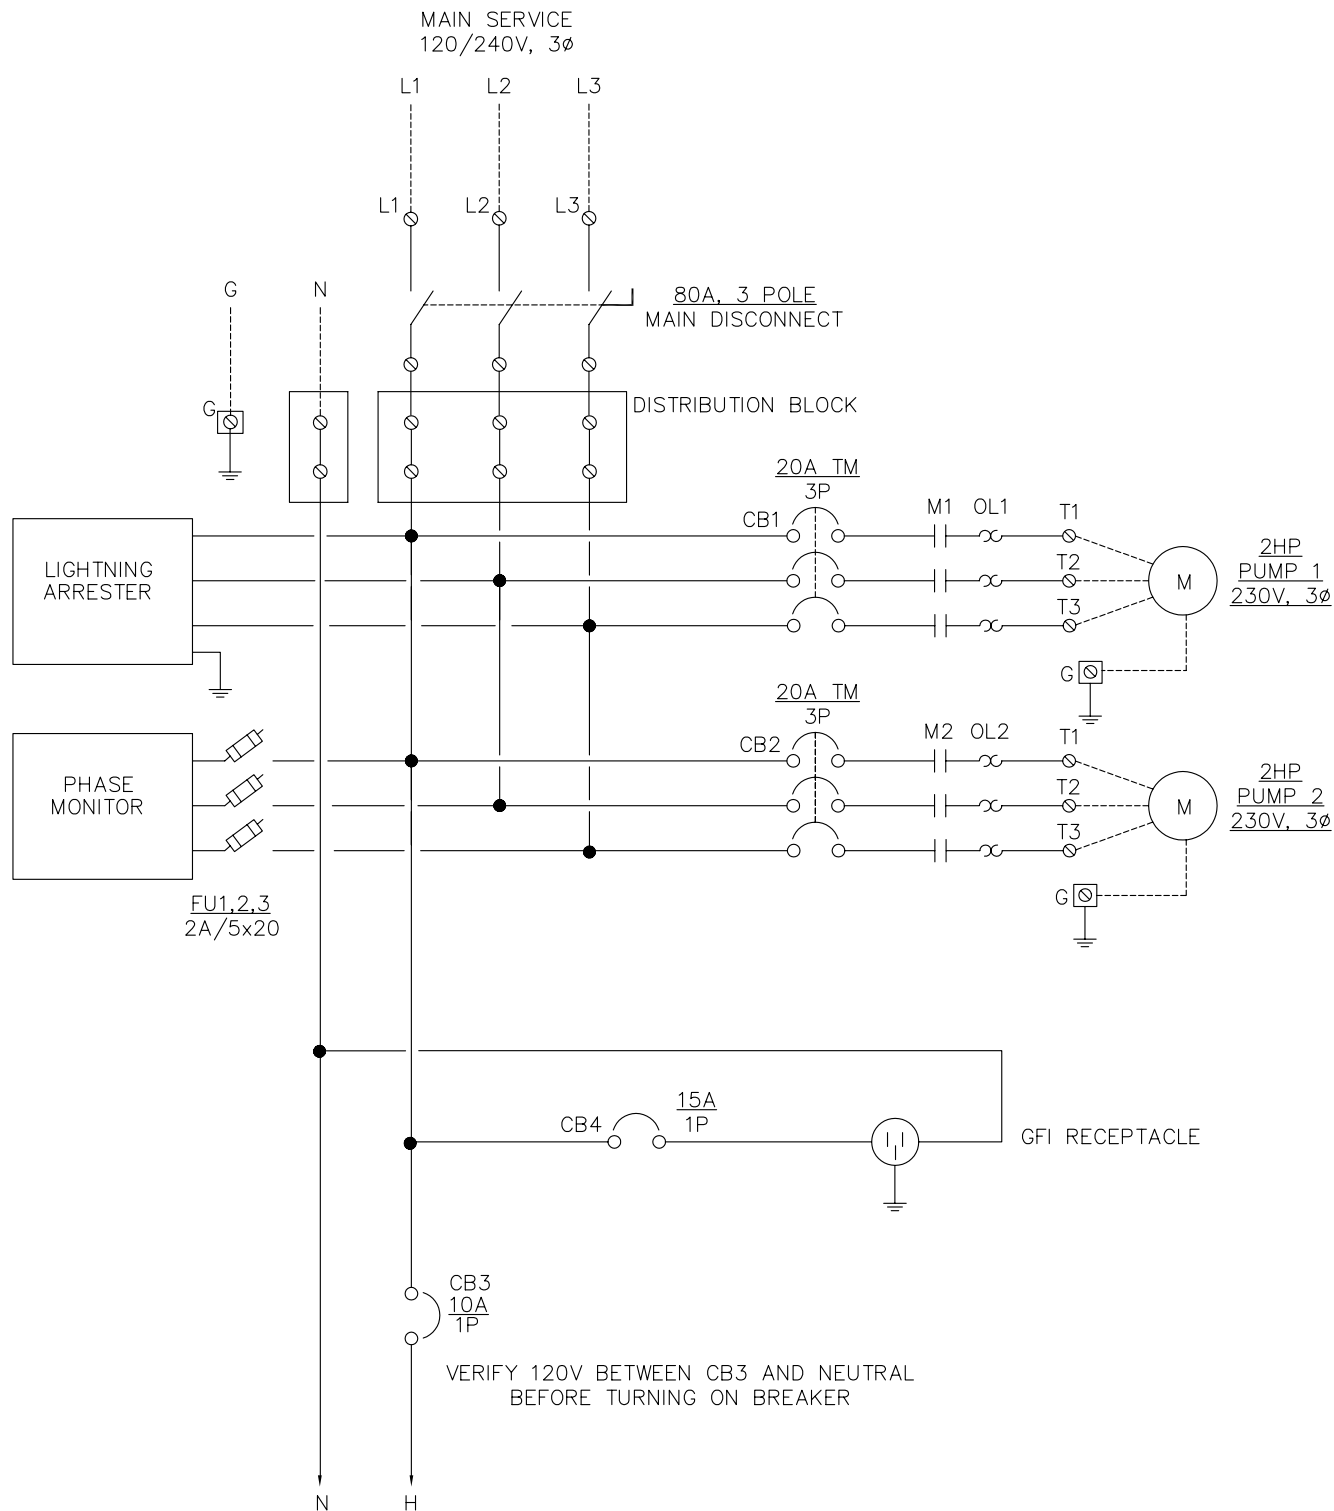 MAIN SERVICE
120/240V, 3ø
L1 L2 L3
L1 L2 L3
G N
80A, 3 POLE
MAIN DISCONNECT
G
DISTRIBUTION BLOCK
20A TM
3P
CB1 M1 OL1 T1
T2
T3
LIGHTNING
ARRESTER
M
2HP
PUMP 1
230V, 3ø
G
20A TM
3P
CB2 M2 OL2 T1
T2
T3
PHASE
MONITOR
M
2HP
PUMP 2
230V, 3ø
G
FU1,2,3
2A/5x20
CB4
15A
1P
GFI RECEPTACLE
CB3
10A
1P
VERIFY 120V BETWEEN CB3 AND NEUTRAL
BEFORE TURNING ON BREAKER
N H